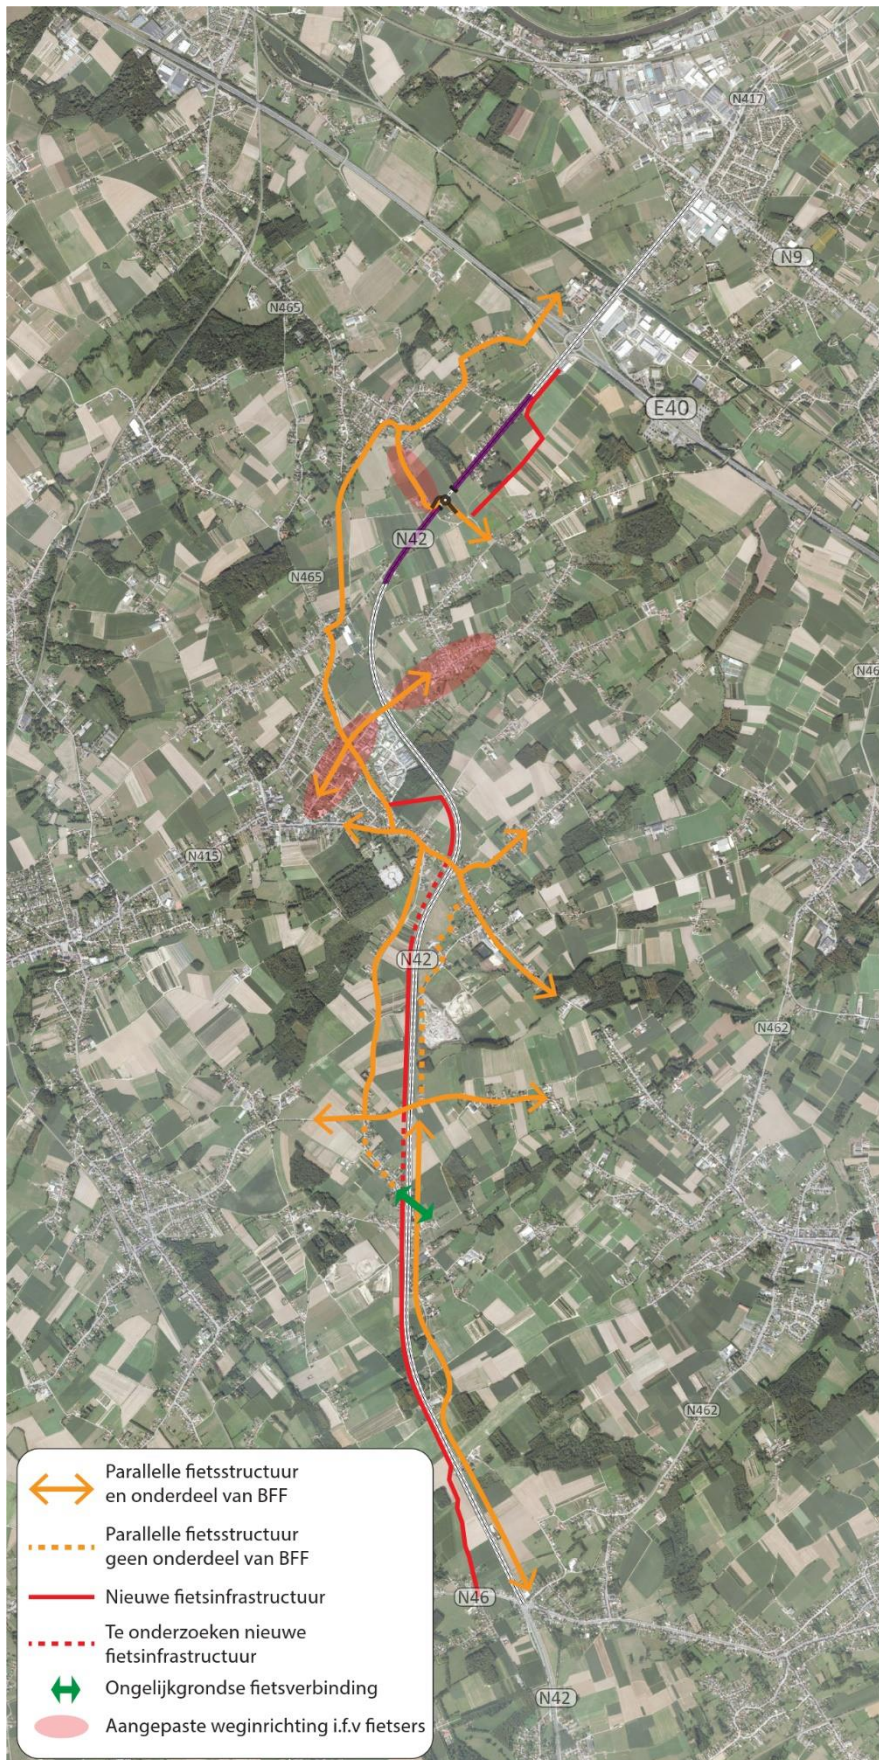 N417
N9
N465
E40
N42
N465
N46
N415
N42
N462
N462
Parallelle fietsstructuur
en onderdeel van BFF
Parallelle fietsstructuur
geen onderdeel van BFF
Nieuwe fietsinfrastructuur
N46
Te onderzoeken nieuwe
fietsinfrastructuur
Ongelijkgrondse fietsverbinding
N42
Aangepaste weginrichting i.f.v fietsers